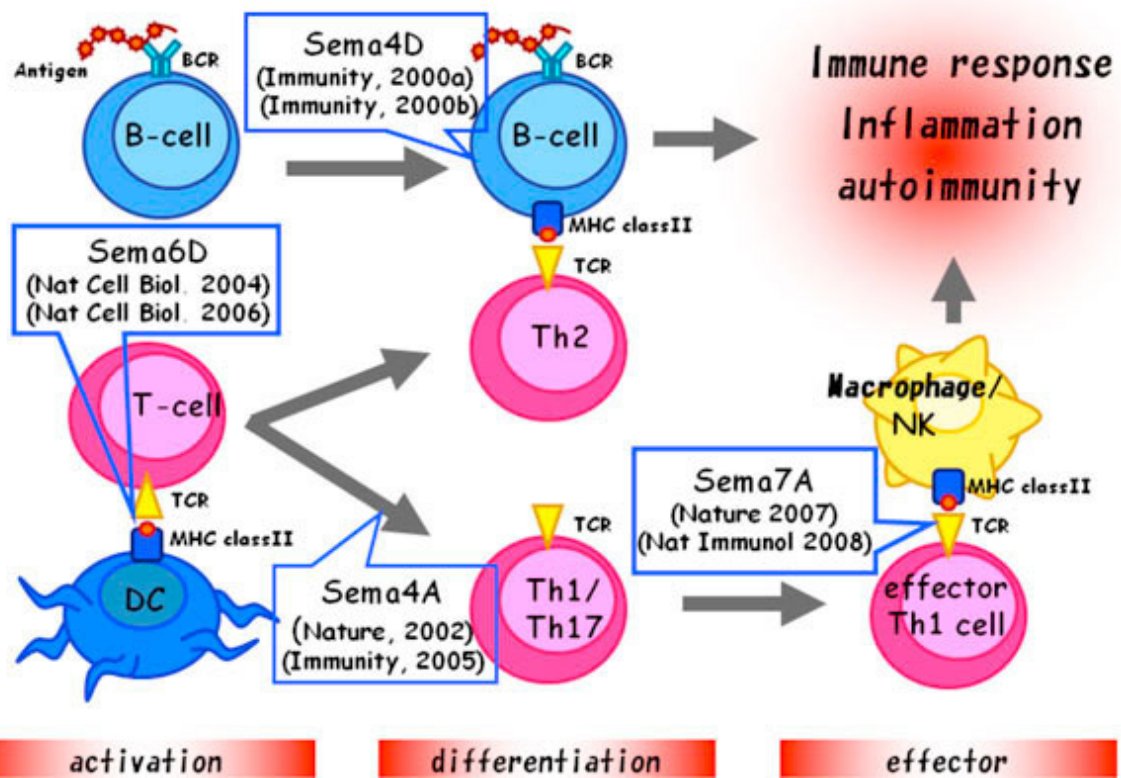 Antigen
BCR
B-cell
Sema4D
(Immunity, 2000a)
(Immunity, 2000b)
BCR
B-cell
MHC classII
TCR
Th2
Immune response
Inflammation
autoimmunity
Sema6D
(Nat Cell Biol. 2004)
(Nat Cell Biol. 2006)
T-cell
TCR
MHC classII
DC
Sema4A
(Nature, 2002)
(Immunity, 2005)
TCR
Th1/
Th17
Sema7A
(Nature 2007)
(Nat Immunol 2008)
Macrophage/
NK
MHC classII
TCR
effector
Th1 cell
activation
differentiation
effector